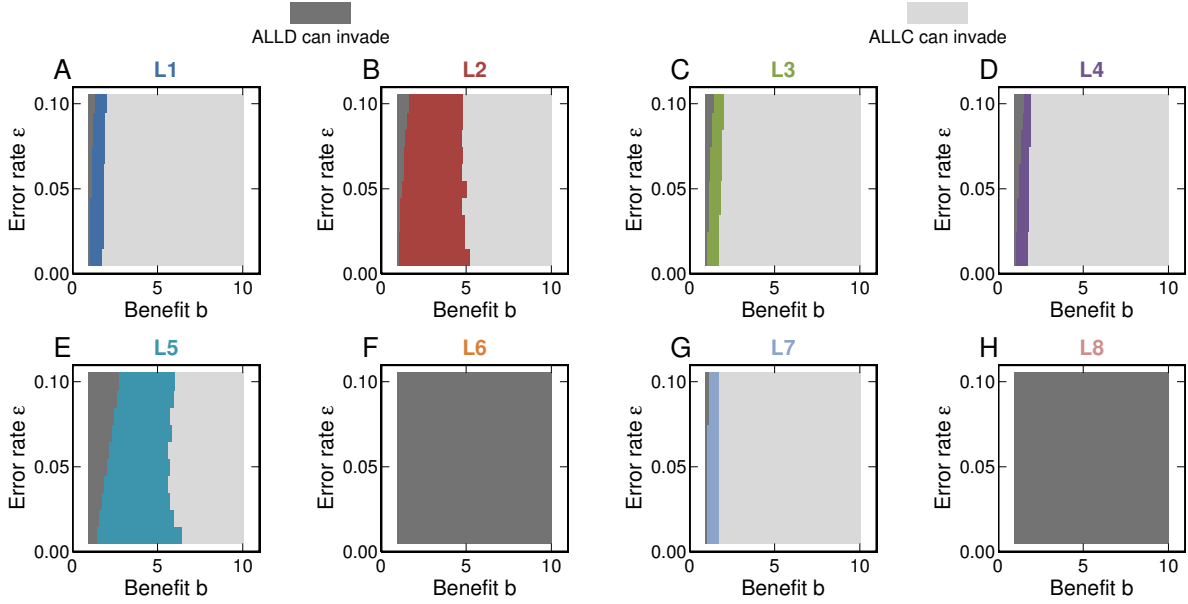 ALLD can invade
ALLC can invade
A
L1
Error rate ε
0.10
0.05
0.00
0
5
10
Benefit b
B
L2
Error rate ε
0.10
0.05
0.00
0
5
10
Benefit b
C
L3
Error rate ε
0.10
0.05
0.00
0
5
10
Benefit b
D
L4
Error rate ε
0.10
0.05
0.00
0
5
10
Benefit b
E
L5
Error rate ε
0.10
0.05
0.00
0
5
10
Benefit b
F
L6
Error rate ε
0.10
0.05
0.00
0
5
10
Benefit b
G
L7
Error rate ε
0.10
0.05
0.00
0
5
10
Benefit b
H
L8
Error rate ε
0.10
0.05
0.00
0
5
10
Benefit b